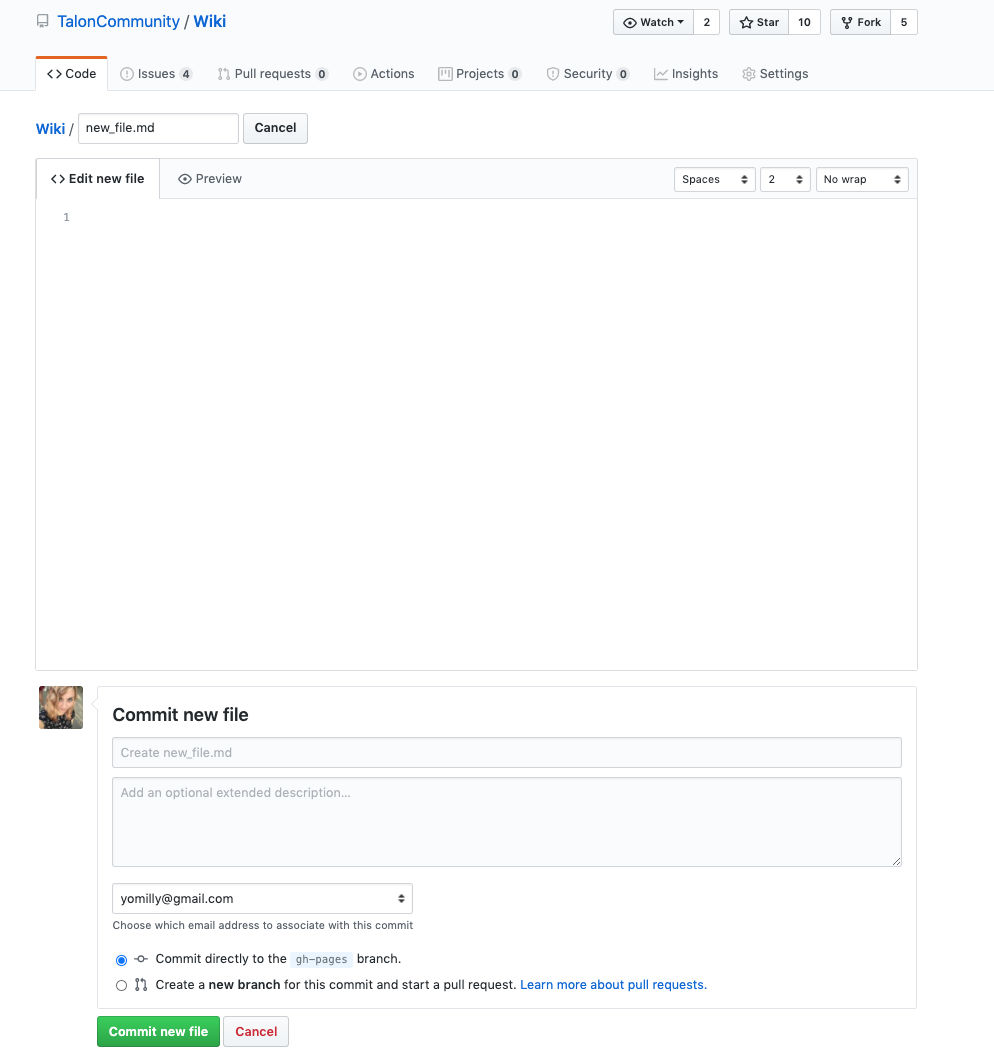 TalonCommunity / Wiki
Watch 2 Star 10 Fork 5
Code Issues 4 Pull requests 0 Actions Projects 0 Security 0 Insights Settings
Wiki / new_file.md Cancel
Edit new file Preview Spaces 2 No wrap
1
Commit new file
Create new_file.md
Add an optional extended description...
yomilly@gmail.com
Choose which email address to associate with this commit
Commit directly to the gh-pages branch.
Create a new branch for this commit and start a pull request. Learn more about pull requests.
Commit new file Cancel